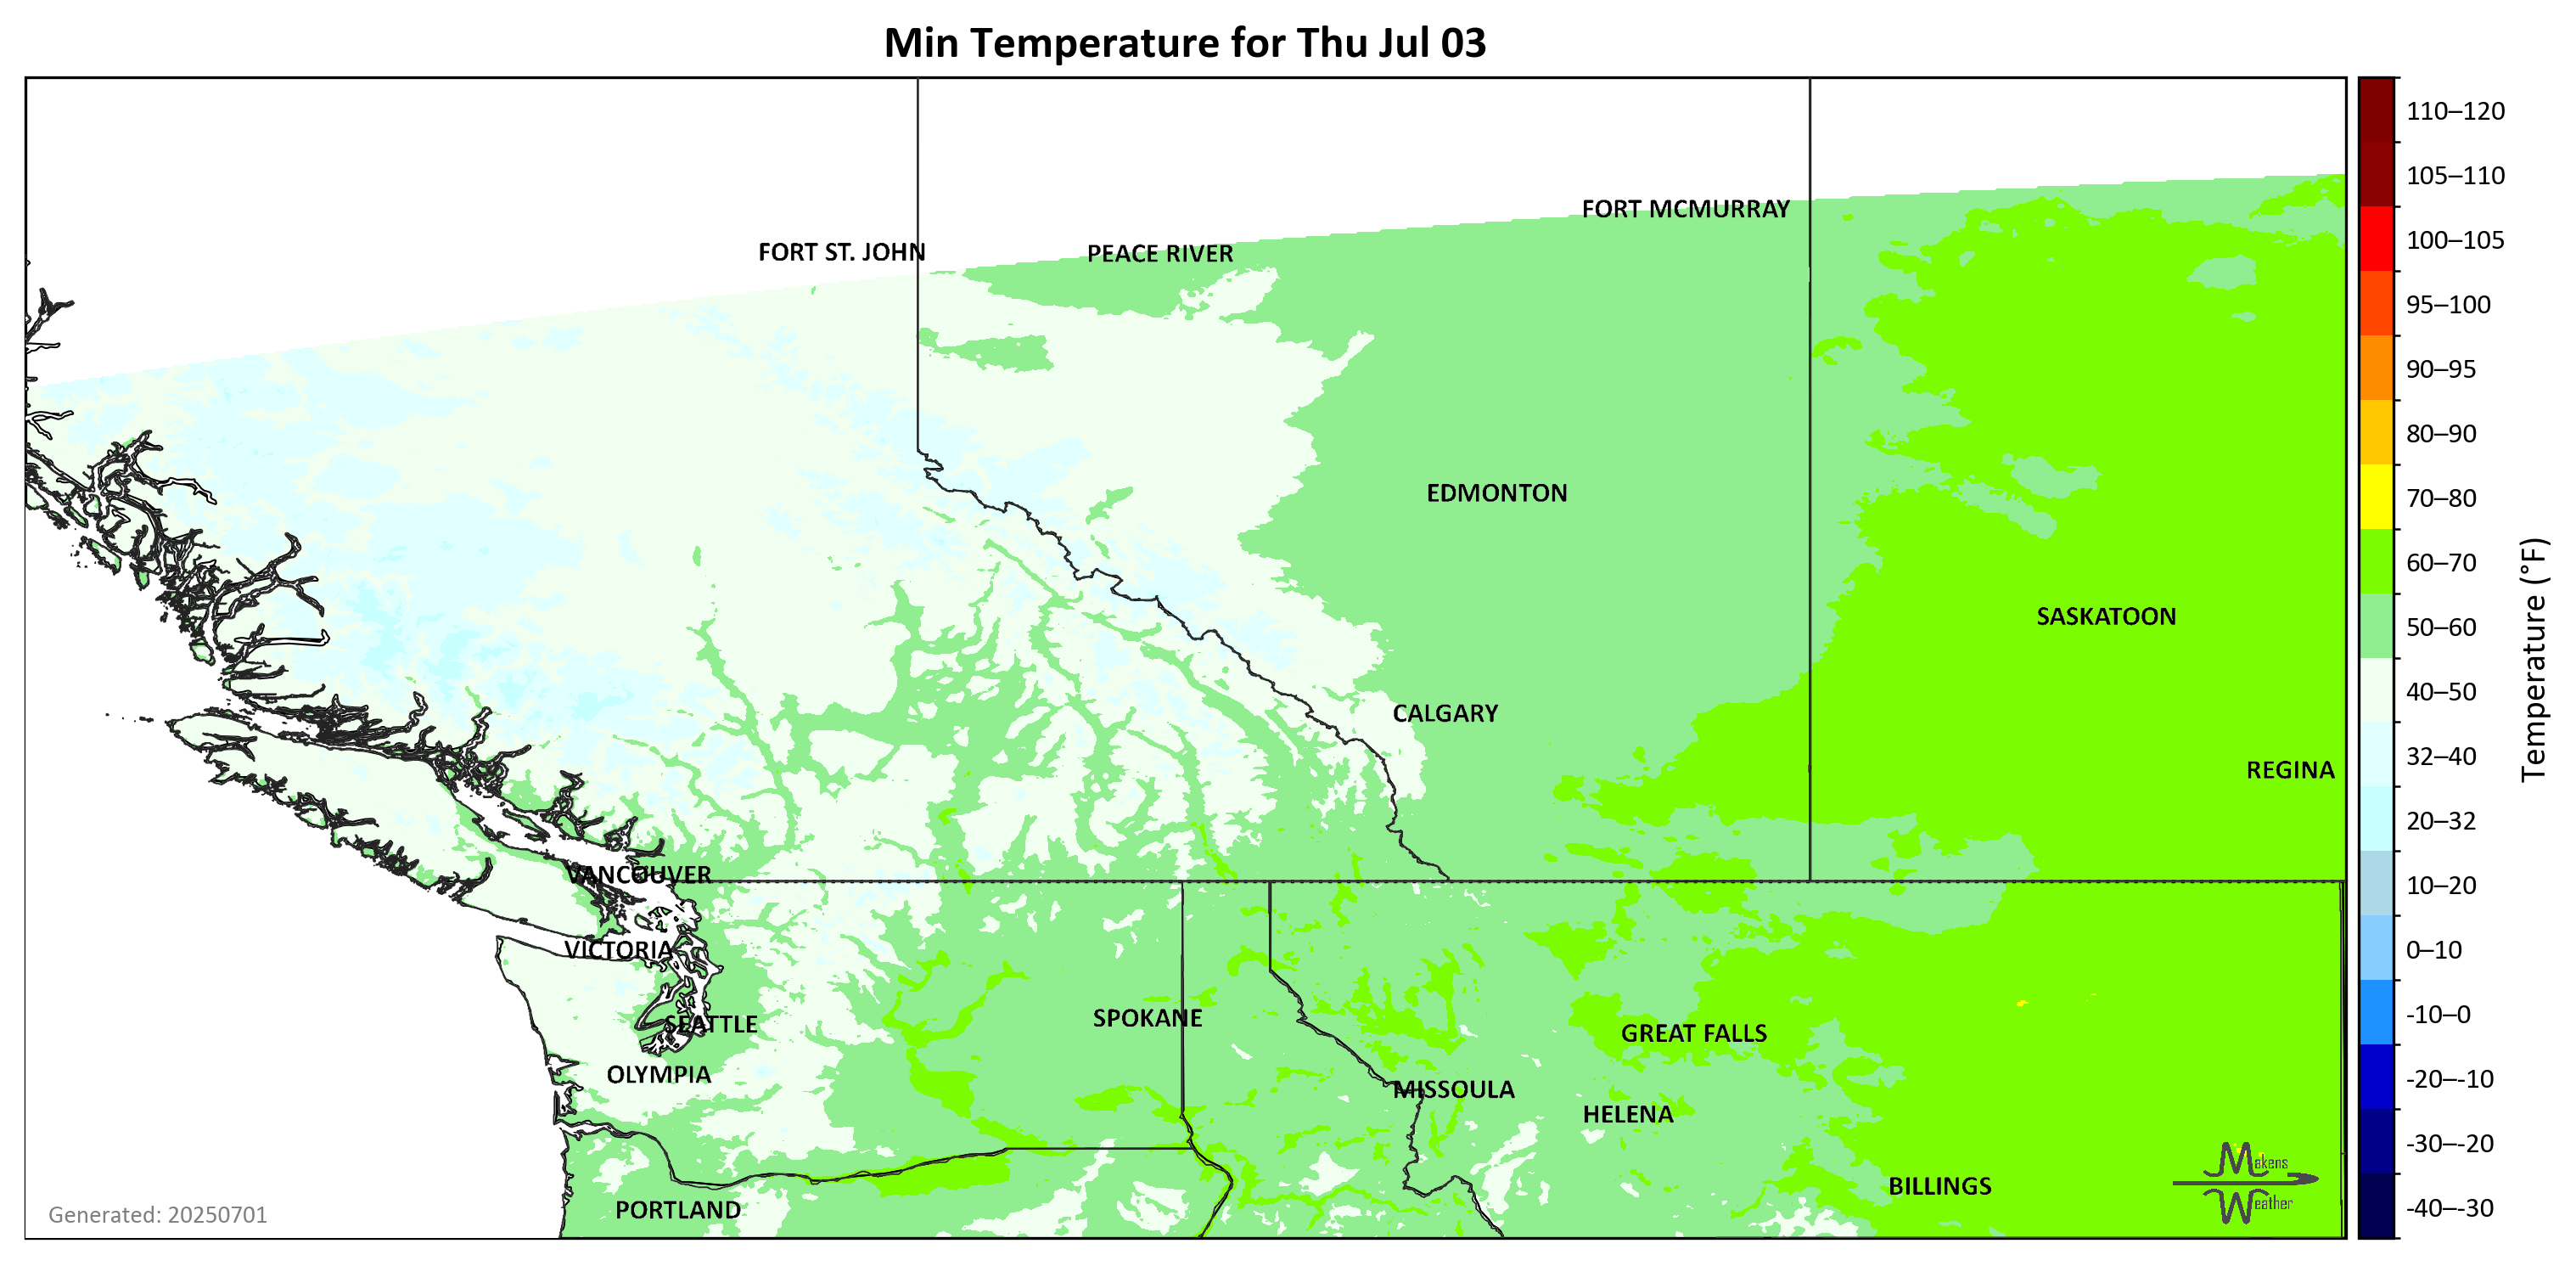 Min Temperature for Thu Jul 03
FORT MCMURRAY
FORT ST. JOHN
PEACE RIVER
EDMONTON
SASKATOON
CALGARY
REGINA
VANCOUVER
VICTORIA
SEATTLE
SPOKANE
GREAT FALLS
OLYMPIA
MISSOULA
HELENA
BILLINGS
PORTLAND
Makens
Weather
Generated: 20250701
110–120
105–110
100–105
95–100
90–95
80–90
70–80
60–70
50–60
40–50
32–40
20–32
10–20
0–10
-10–0
-20–-10
-30–-20
-40–-30
Temperature (°F)